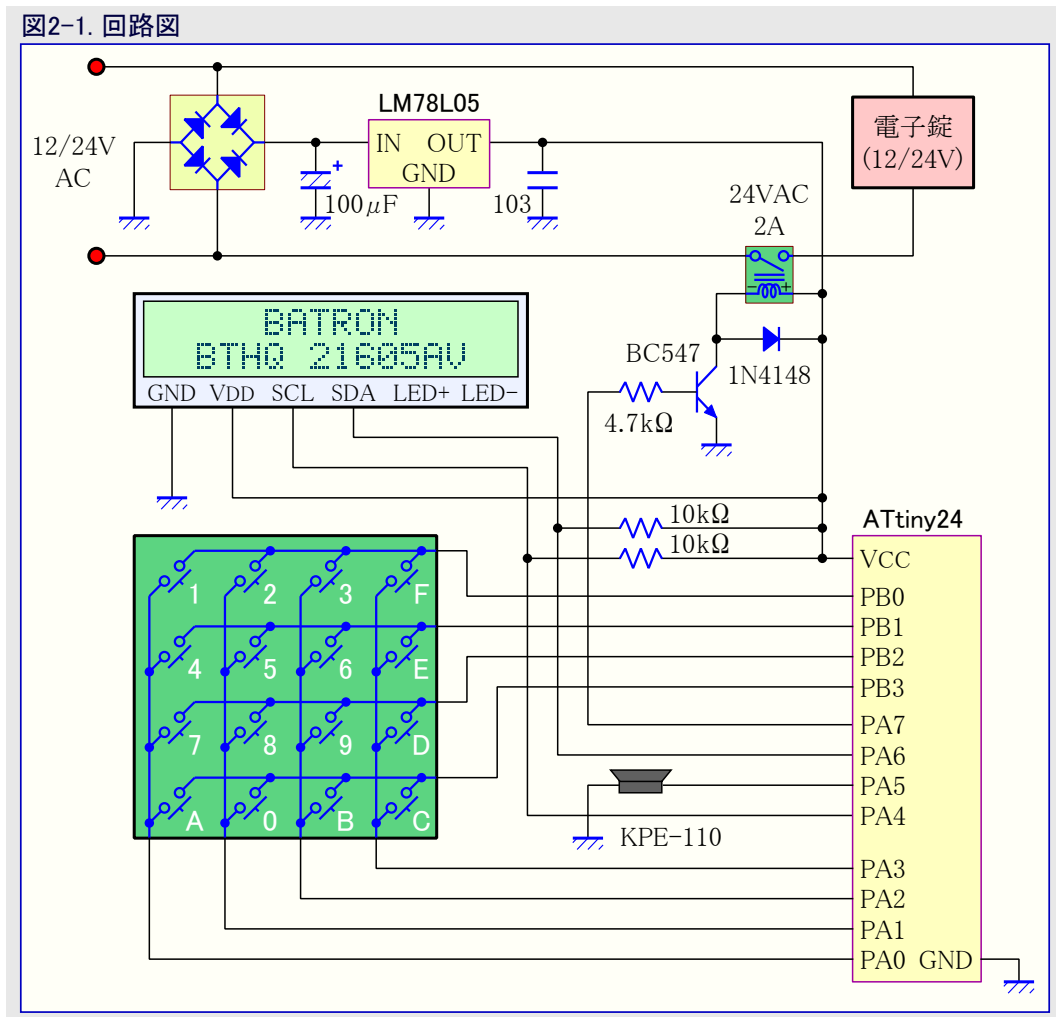 図2-1. 回路図
12/24V
AC
LM78L05
IN OUT
GND
100μF
103
電子錠
(12/24V)
24VAC
2A
- +
BATRON
BTHQ 21605AV
GND VDD SCL SDA LED+ LED-
BC547
1N4148
4.7kΩ
10kΩ
10kΩ
ATtiny24
VCC
PB0
PB1
PB2
PB3
PA7
PA6
PA5
PA4
PA3
PA2
PA1
PA0 GND
KPE-110
1 2 3 F
4 5 6 E
7 8 9 D
A 0 B C
+